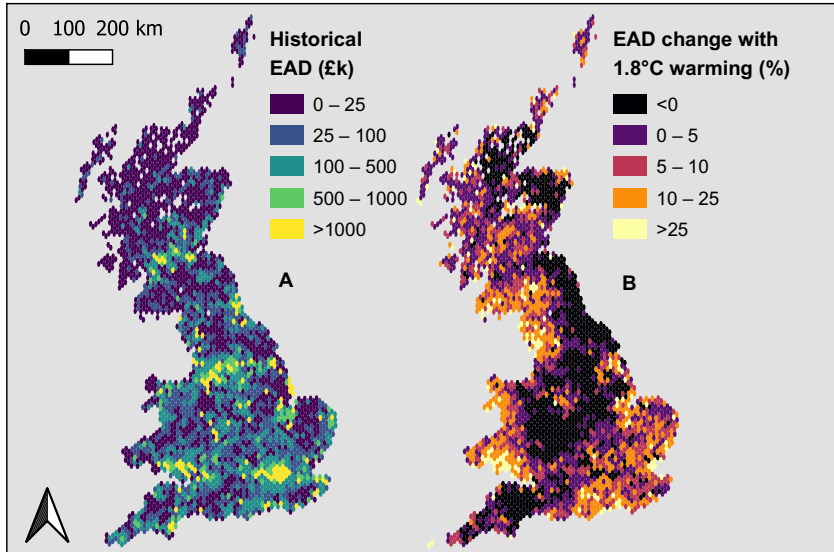 0 100 200 km
Historical
EAD (£k)
0 – 25
25 – 100
100 – 500
500 – 1000
>1000
A
EAD change with
1.8°C warming (%)
<0
0 – 5
5 – 10
10 – 25
>25
B